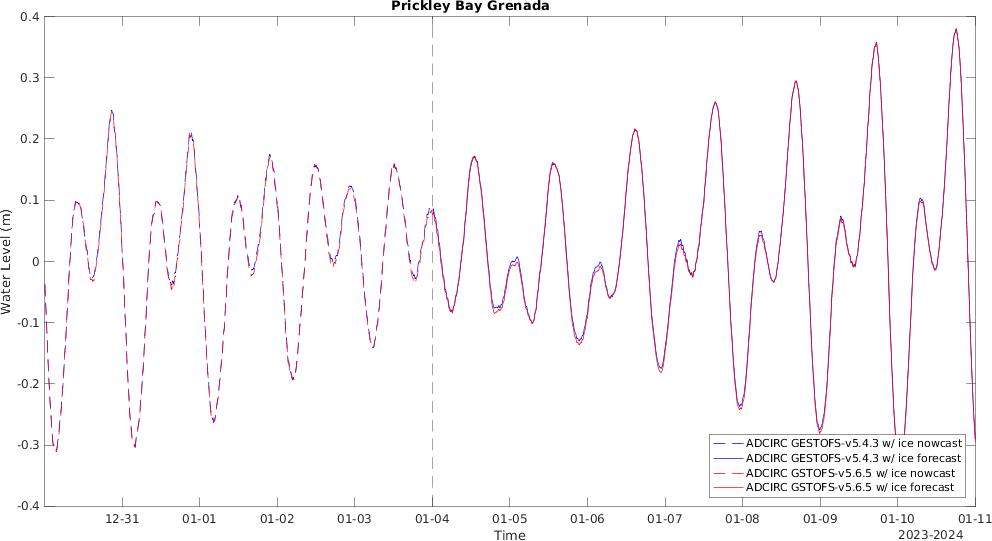 Prickley Bay Grenada
0.4
0.3
0.2
0.1
0
-0.1
-0.2
-0.3
-0.4
Water Level (m)
ADCIRC GESTOFS-v5.4.3 w/ ice nowcast
ADCIRC GESTOFS-v5.4.3 w/ ice forecast
ADCIRC GSTOFS-v5.6.5 w/ ice nowcast
ADCIRC GSTOFS-v5.6.5 w/ ice forecast
12-31 01-01 01-02 01-03 01-04 01-05 01-06 01-07 01-08 01-09 01-10 01-11
Time
2023-2024